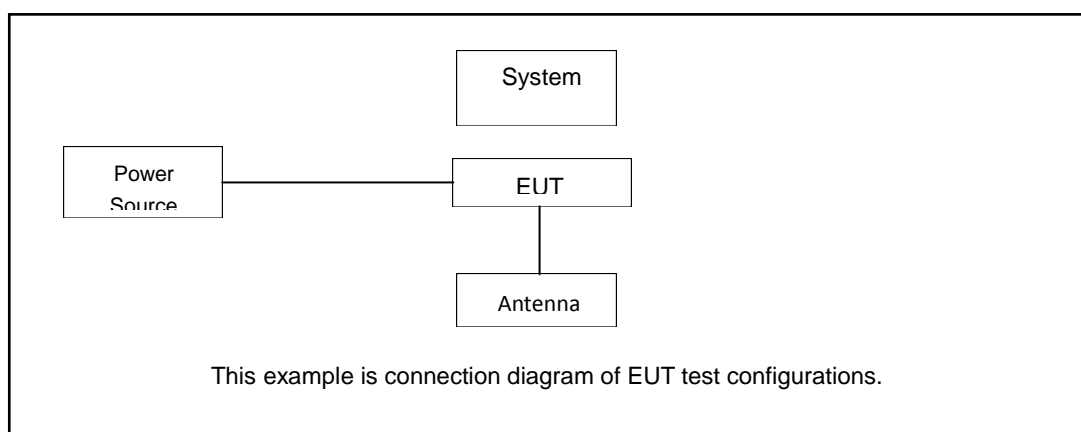 System
Power
Source
EUT
Antenna
This example is connection diagram of EUT test configurations.